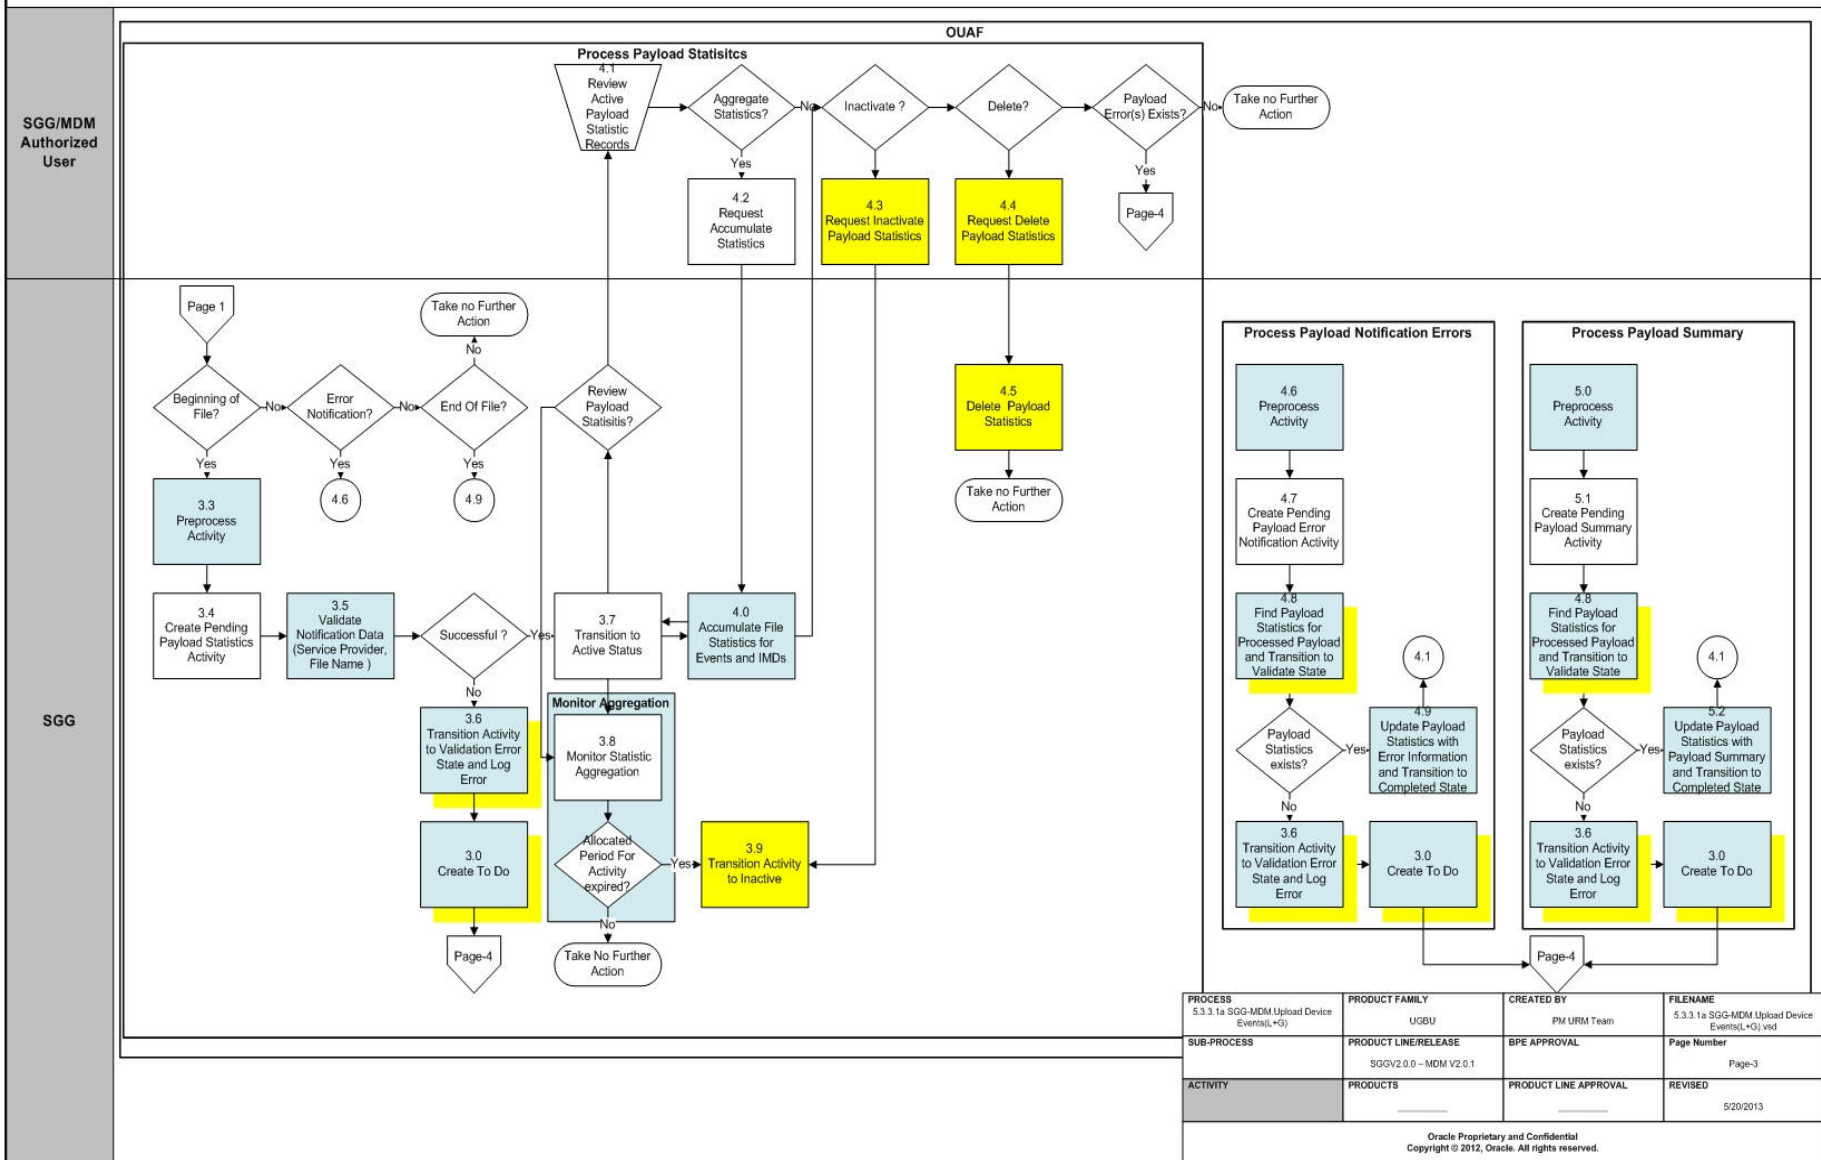 OUAF
Process Payload Statisitcs
SGG/MDM
Authorized
User
4.1
Review
Active
Payload
Statistic
Records
Aggregate
Statistics?
No
Inactivate ?
Delete?
Payload
Error(s) Exists?
No
Take no Further
Action
Yes
Yes
4.2
Request
Accumulate
Statistics
4.3
Request Inactivate
Payload Statistics
4.4
Request Delete
Payload Statistics
Page-4
SGG
Page 1
Take no Further
Action
No
Beginning of
File?
No
Error
Notification?
No
End Of File?
Review
Payload
Statisitis?
Yes
Yes
Yes
4.6
4.9
3.3
Preprocess
Activity
4.5
Delete Payload
Statistics
Take no Further
Action
3.4
Create Pending
Payload Statistics
Activity
3.5
Validate
Notification Data
(Service Provider,
File Name )
Successful ?
Yes
3.7
Transition to
Active Status
4.0
Accumulate File
Statistics for
Events and IMDs
No
3.6
Transition Activity
to Validation Error
State and Log
Error
Monitor Aggregation
3.8
Monitor Statistic
Aggregation
3.0
Create To Do
Allocated
Period For
Activity
expired?
Yes
3.9
Transition Activity
to Inactive
No
Page-4
Take No Further
Action
Process Payload Notification Errors
4.6
Preprocess
Activity
4.7
Create Pending
Payload Error
Notification Activity
4.8
Find Payload
Statistics for
Processed Payload
and Transition to
Validate State
4.1
Payload
Statistics
exists?
Yes
4.9
Update Payload
Statistics with
Error Information
and Transition to
Completed State
No
3.6
Transition Activity
to Validation Error
State and Log
Error
3.0
Create To Do
Process Payload Summary
5.0
Preprocess
Activity
5.1
Create Pending
Payload Summary
Activity
4.8
Find Payload
Statistics for
Processed Payload
and Transition to
Validate State
4.1
Payload
Statistics
exists?
Yes
5.2
Update Payload
Statistics with
Payload Summary
and Transition to
Completed State
No
3.6
Transition Activity
to Validation Error
State and Log
Error
3.0
Create To Do
Page-4
PROCESS
5.3.3.1a SGG-MDM.Upload Device
Events(L+G)
PRODUCT FAMILY
UGBU
CREATED BY
PM URM Team
FILENAME
5.3.3.1a SGG-MDM.Upload Device
Events(L+G).vsd
SUB-PROCESS
PRODUCT LINE/RELEASE
SGGV2.0.0 – MDM V2.0.1
BPE APPROVAL
Page Number
Page-3
ACTIVITY
PRODUCTS
PRODUCT LINE APPROVAL
REVISED
5/20/2013
Oracle Proprietary and Confidential
Copyright © 2012, Oracle. All rights reserved.